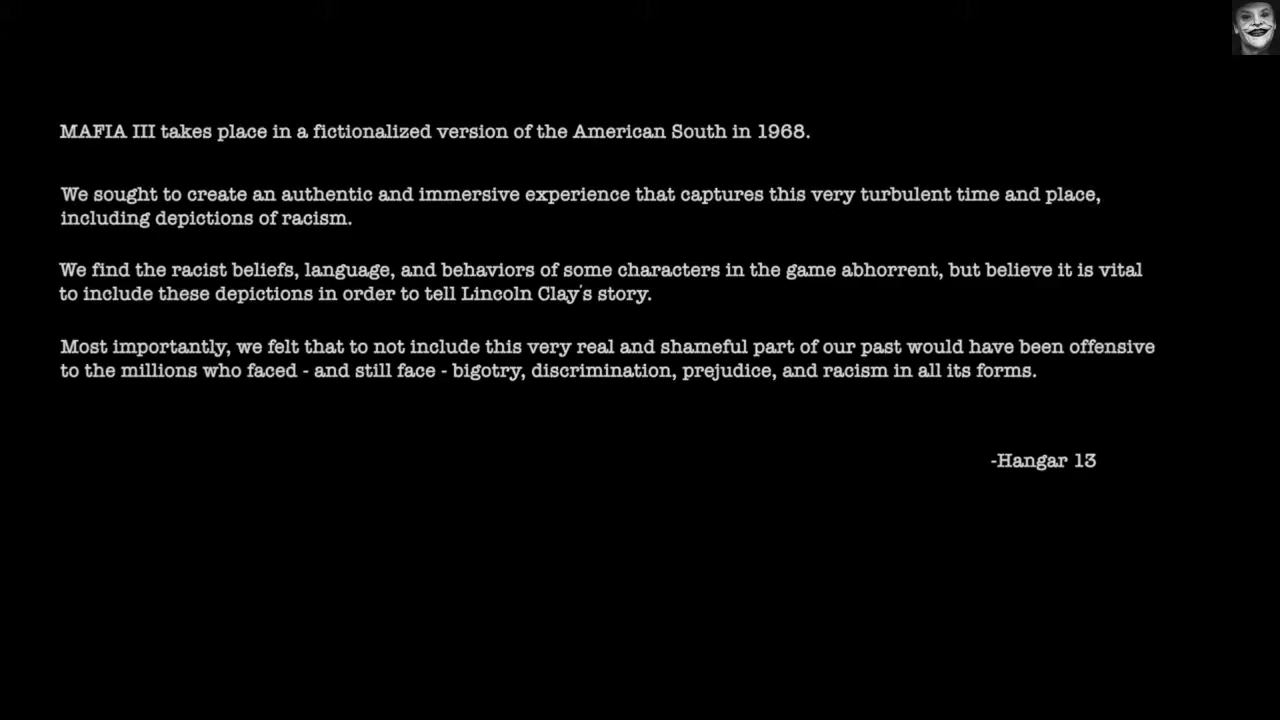 MAFIA III takes place in a fictionalized version of the American South in 1968.
We sought to create an authentic and immersive experience that captures this very turbulent time and place,
including depictions of racism.
We find the racist beliefs, language, and behaviors of some characters in the game abhorrent, but believe it is vital
to include these depictions in order to tell Lincoln Clay's story.
Most importantly, we felt that to not include this very real and shameful part of our past would have been offensive
to the millions who faced - and still face - bigotry, discrimination, prejudice, and racism in all its forms.
-Hangar 13